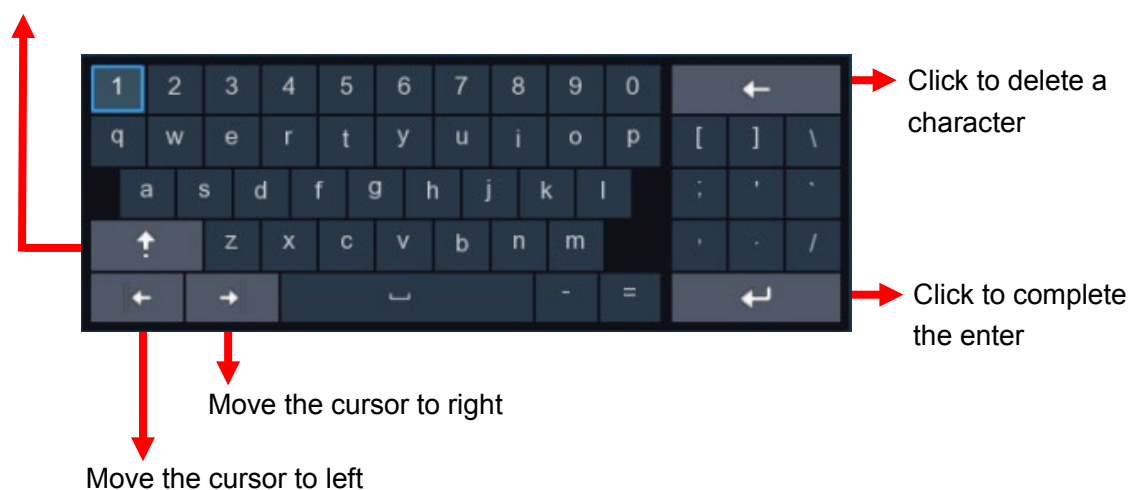 1 2 3 4 5 6 7 8 9 0
Click to delete a
character
q w e r t y u i o p [ ] \
a s d f g h j k l ; ' `
z x c v b n m , . /
- =
Click to complete
the enter
Move the cursor to right
Move the cursor to left